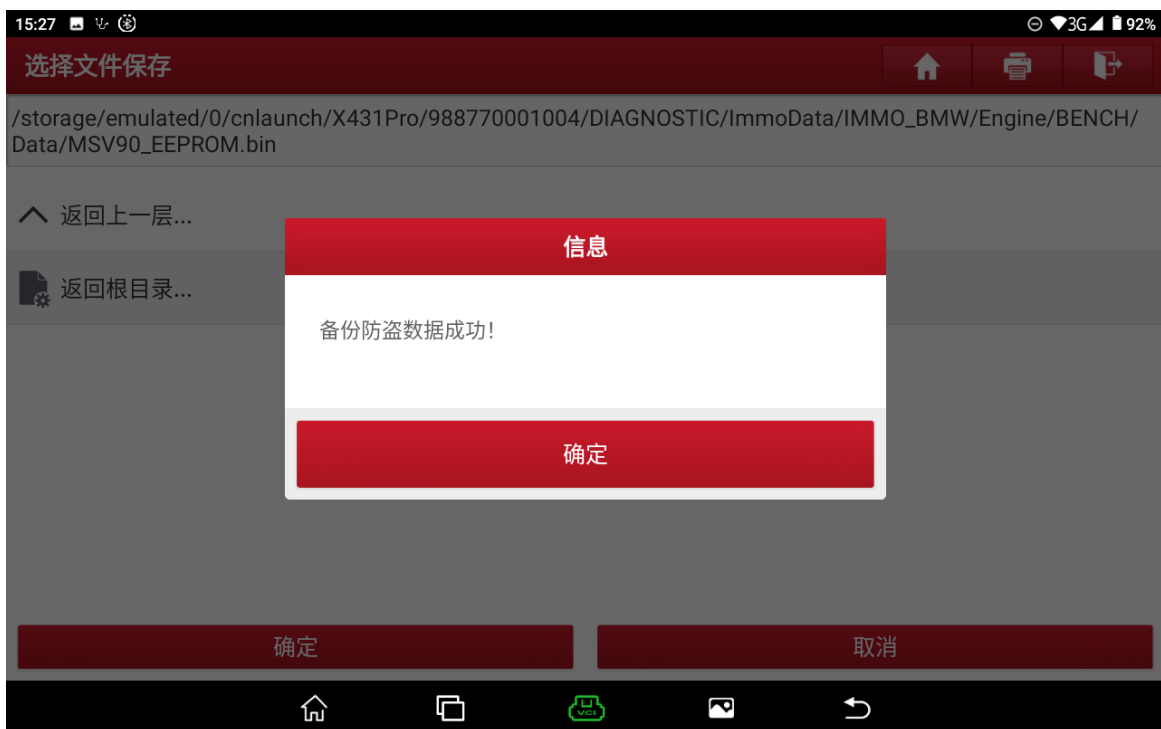 15:27
3G 92%
选择文件保存
/storage/emulated/0/cnlaunch/X431Pro/988770001004/DIAGNOSTIC/ImmoData/IMMO_BMW/Engine/BENCH/
Data/MSV90_EEPROM.bin
返回上一层...
信息
返回根目录...
备份防盗数据成功!
确定
确定
取消
VCI